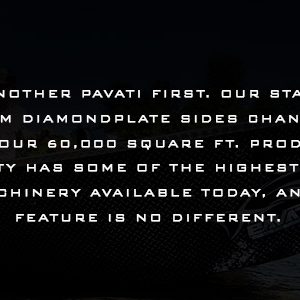 NOTHER PAVATI FIRST. OUR STA
M DIAMONDPLATE SIDES CHAN
OUR 60,000 SQUARE FT. PROD
TY HAS SOME OF THE HIGHEST
CHINERY AVAILABLE TODAY, AN
FEATURE IS NO DIFFERENT.